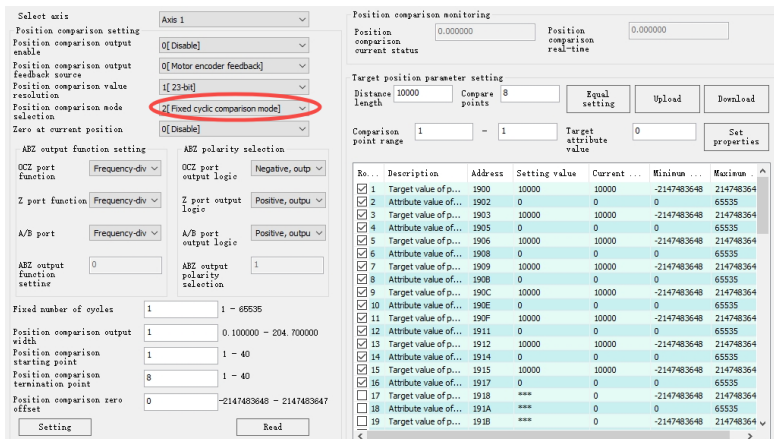 Select axis
Axis 1
Position comparison setting
Position comparison output enable
0[ Disable]
Position comparison output feedback source
0[ Motor encoder feedback]
Position comparison value resolution
1[ 23-bit]
Position comparison mode selection
2[ Fixed cyclic comparison mode]
Zero at current position
0[ Disable]
ABZ output function setting
OCZ port function
Frequency-div
Z port function
Frequency-div
A/B port
Frequency-div
ABZ output function setting
0
ABZ polarity selection
OCZ port output logic
Negative, outp
Z port output logic
Positive, outpu
A/B port output logic
Positive, outpu
ABZ output polarity selection
1
Fixed number of cycles
1
1 - 65535
Position comparison output width
1
0.100000 - 204.700000
Position comparison starting point
1
1 - 40
Position comparison termination point
8
1 - 40
Position comparison zero offset
0
-2147483648 - 2147483647
Setting
Read
Position comparison monitoring
Position comparison current status
0.000000
Position comparison real-time
0.000000
Target position parameter setting
Distance length
10000
Compare points
8
Equal setting
Upload
Download
Comparison point range
1
-
1
Target attribute value
0
Set properties
Ro... Description Address Setting value Current ... Minimum ... Maximum .
1 Target value of p... 1900 10000 10000 -2147483648 214748364
2 Attribute value of... 1902 0 0 0 65535
3 Target value of p... 1903 10000 10000 -2147483648 214748364
4 Attribute value of... 1905 0 0 0 65535
5 Target value of p... 1906 10000 10000 -2147483648 214748364
6 Attribute value of... 1908 0 0 0 65535
7 Target value of p... 1909 10000 10000 -2147483648 214748364
8 Attribute value of... 190B 0 0 0 65535
9 Target value of p... 190C 10000 10000 -2147483648 214748364
10 Attribute value of... 190E 0 0 0 65535
11 Target value of p... 190F 10000 10000 -2147483648 214748364
12 Attribute value of... 1911 0 0 0 65535
13 Target value of p... 1912 10000 10000 -2147483648 214748364
14 Attribute value of... 1914 0 0 0 65535
15 Target value of p... 1915 10000 10000 -2147483648 214748364
16 Attribute value of... 1917 0 0 0 65535
17 Target value of p... 1918 *** 0 -2147483648 214748364
18 Attribute value of... 191A *** 0 0 65535
19 Target value of p... 191B *** 0 -2147483648 214748364